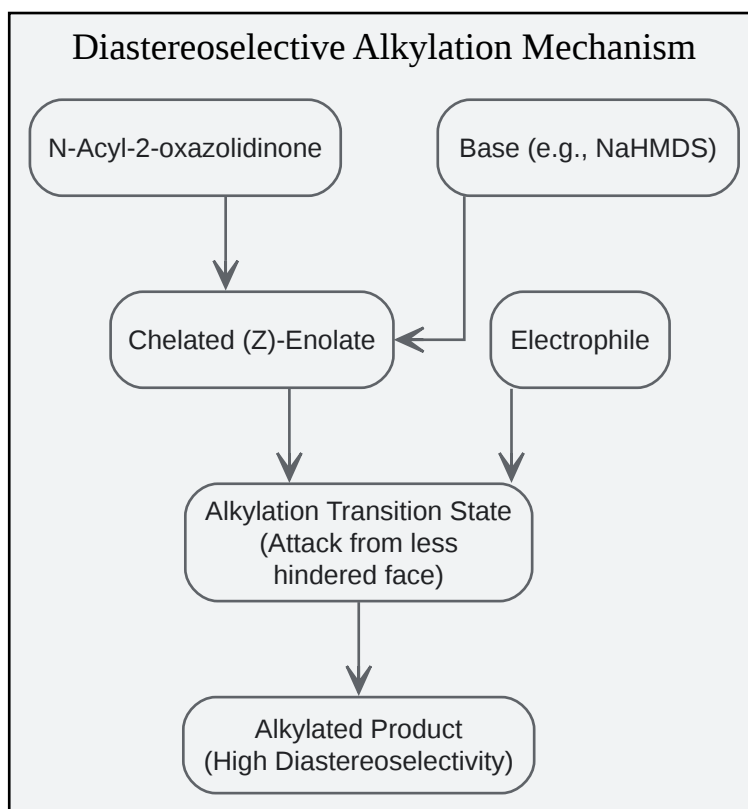 Diastereoselective Alkylation Mechanism
N-Acyl-2-oxazolidinone
Base (e.g., NaHMDS)
Chelated (Z)-Enolate
Electrophile
Alkylation Transition State
(Attack from less
hindered face)
Alkylated Product
(High Diastereoselectivity)